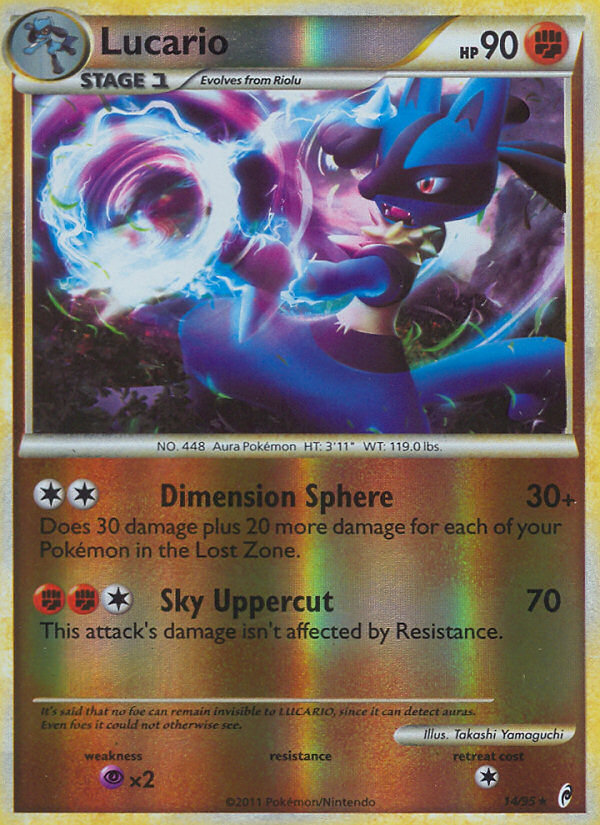 Lucario
HP 90
STAGE 1
Evolves from Riolu
NO. 448 Aura Pokémon HT: 3'11" WT: 119.0 lbs.
Dimension Sphere 30+
Does 30 damage plus 20 more damage for each of your
Pokémon in the Lost Zone.
Sky Uppercut 70
This attack's damage isn't affected by Resistance.
It's said that no foe can remain invisible to LUCARIO, since it can detect auras.
Even foes it could not otherwise see.
Illus. Takashi Yamaguchi
weakness resistance retreat cost
×2
©2011 Pokémon/Nintendo
14/95 ★